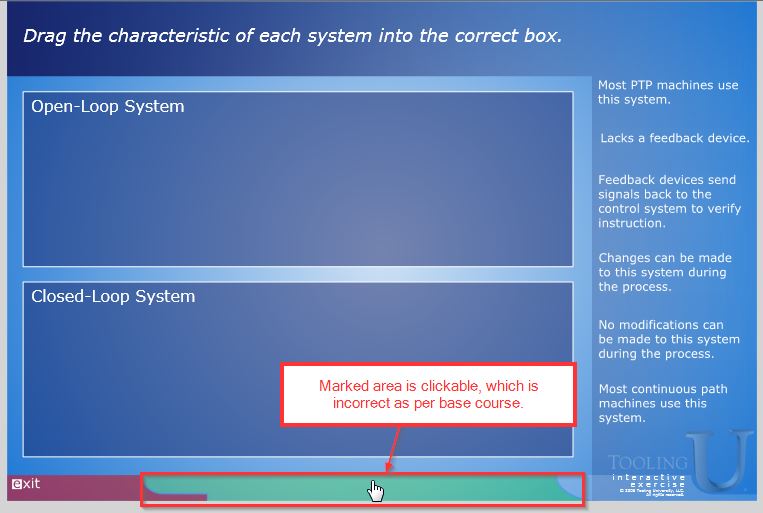 Drag the characteristic of each system into the correct box.
Open-Loop System
Closed-Loop System
Most PTP machines use
this system.
Lacks a feedback device.
Feedback devices send
signals back to the
control system to verify
instruction.
Changes can be made
to this system during
the process.
No modifications can
be made to this system
during the process.
Most continuous path
machines use this
system.
Marked area is clickable, which is
incorrect as per base course.
exit
TOOLING U
interactive
exercise
© 2008 Tooling University, LLC.
All rights reserved.